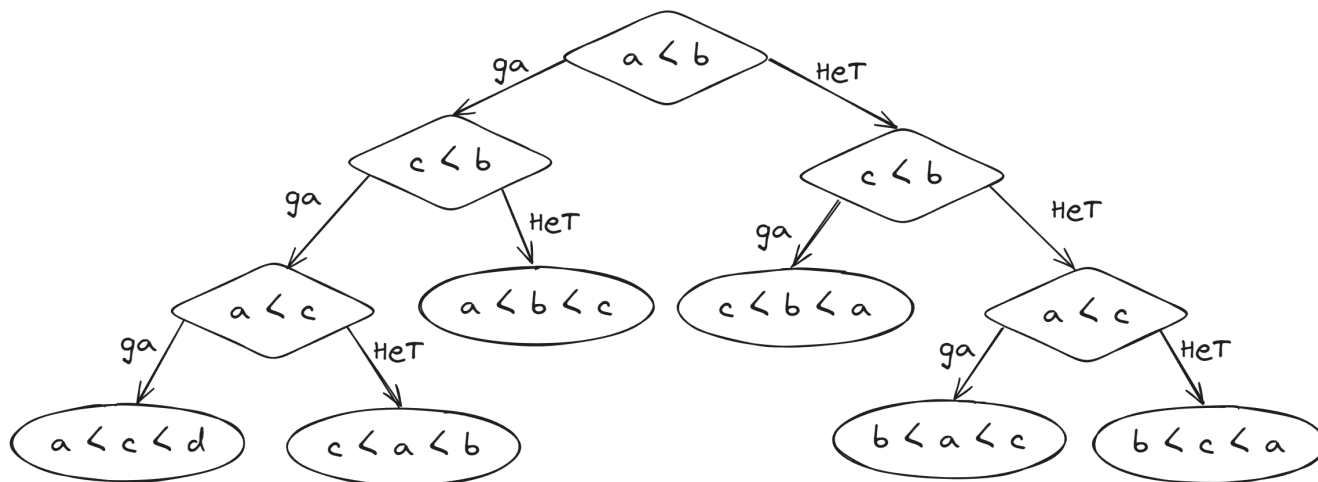 a < b
да
нет
c < b
c < b
да
нет
да
нет
a < c
a < b < c
c < b < a
a < c
да
нет
да
нет
a < c < d
c < a < b
b < a < c
b < c < a